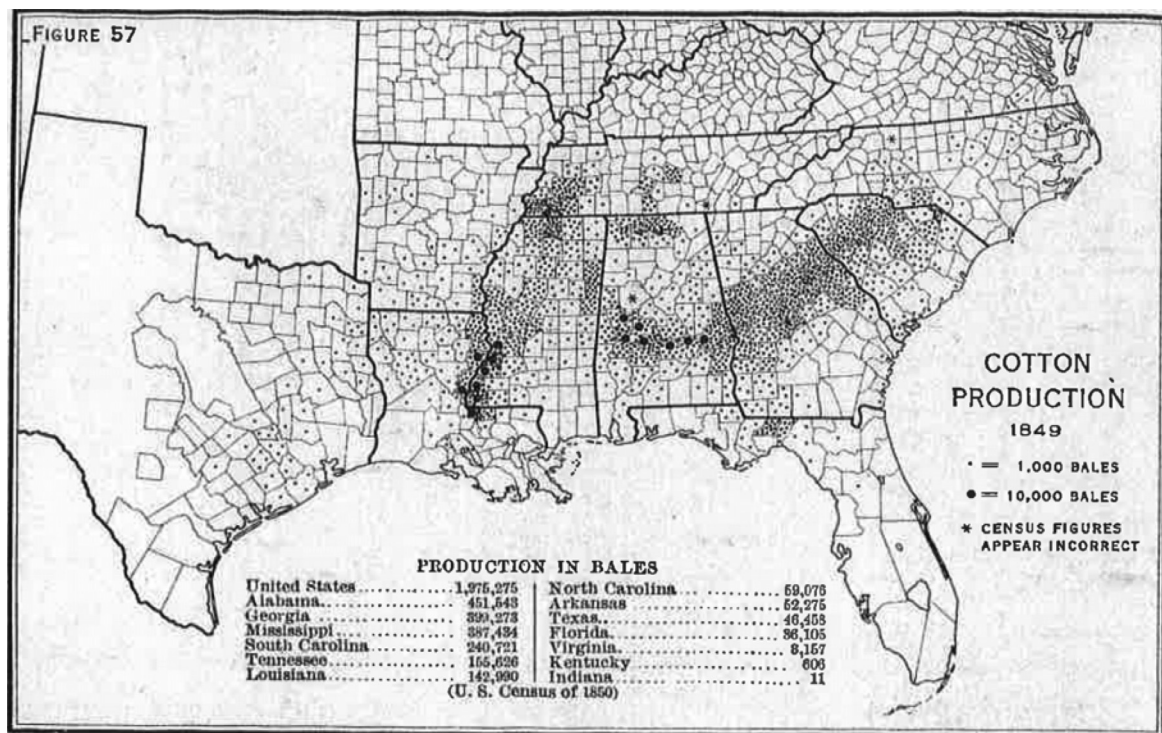 FIGURE 57
COTTON
PRODUCTION
1849
• = 1,000 BALES
● = 10,000 BALES
* CENSUS FIGURES
APPEAR INCORRECT
PRODUCTION IN BALES
United States.......... 1,975,275
Alabama.......... 451,543
Georgia.......... 399,273
Mississippi.......... 387,434
South Carolina.......... 240,721
Tennessee.......... 155,626
Louisiana.......... 142,990
North Carolina.......... 59,076
Arkansas.......... 52,275
Texas.......... 46,458
Florida.......... 36,105
Virginia.......... 3,157
Kentucky.......... 606
Indiana.......... 11
(U. S. Census of 1850)